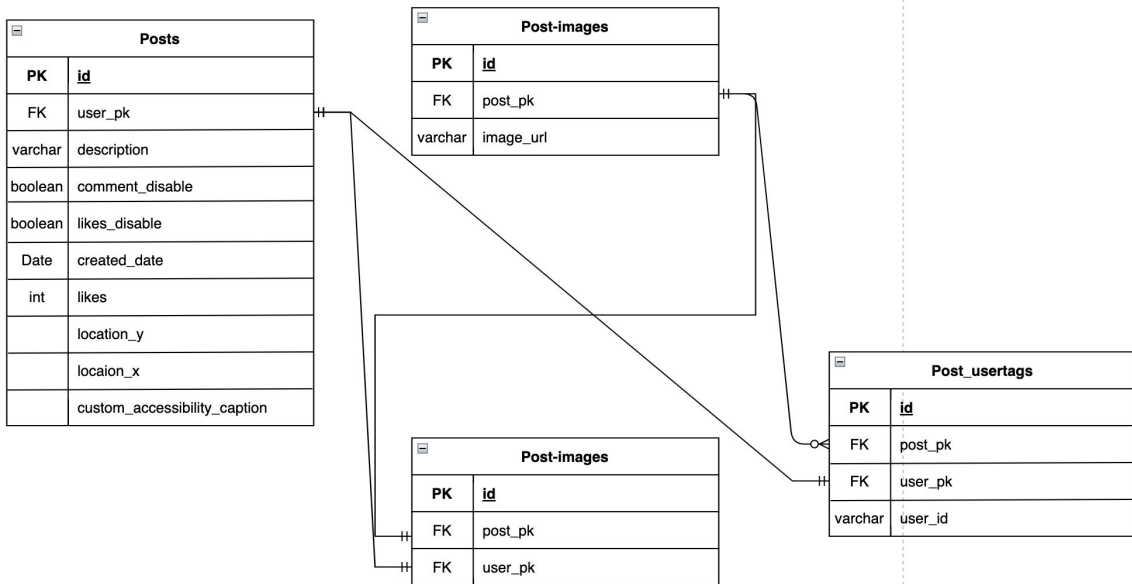 Posts
PK id
FK user_pk
varchar description
boolean comment_disable
boolean likes_disable
Date created_date
int likes
location_y
locaion_x
custom_accessibility_caption
Post-images
PK id
FK post_pk
varchar image_url
Post-images
PK id
FK post_pk
FK user_pk
Post_usertags
PK id
FK post_pk
FK user_pk
varchar user_id